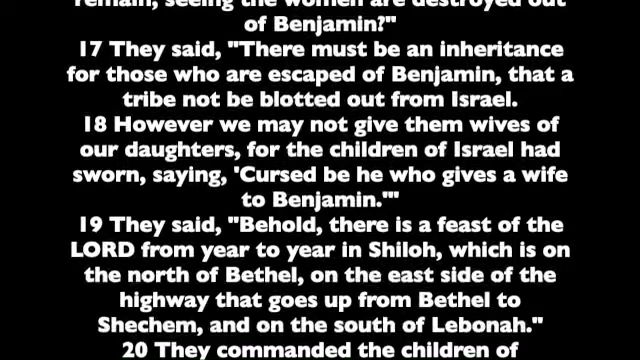 remain, seeing the women are destroyed out
of Benjamin?"
17 They said, "There must be an inheritance
for those who are escaped of Benjamin, that a
tribe not be blotted out from Israel.
18 However we may not give them wives of
our daughters, for the children of Israel had
sworn, saying, 'Cursed be he who gives a wife
to Benjamin.'"
19 They said, "Behold, there is a feast of the
LORD from year to year in Shiloh, which is on
the north of Bethel, on the east side of the
highway that goes up from Bethel to
Shechem, and on the south of Lebonah."
20 They commanded the children of